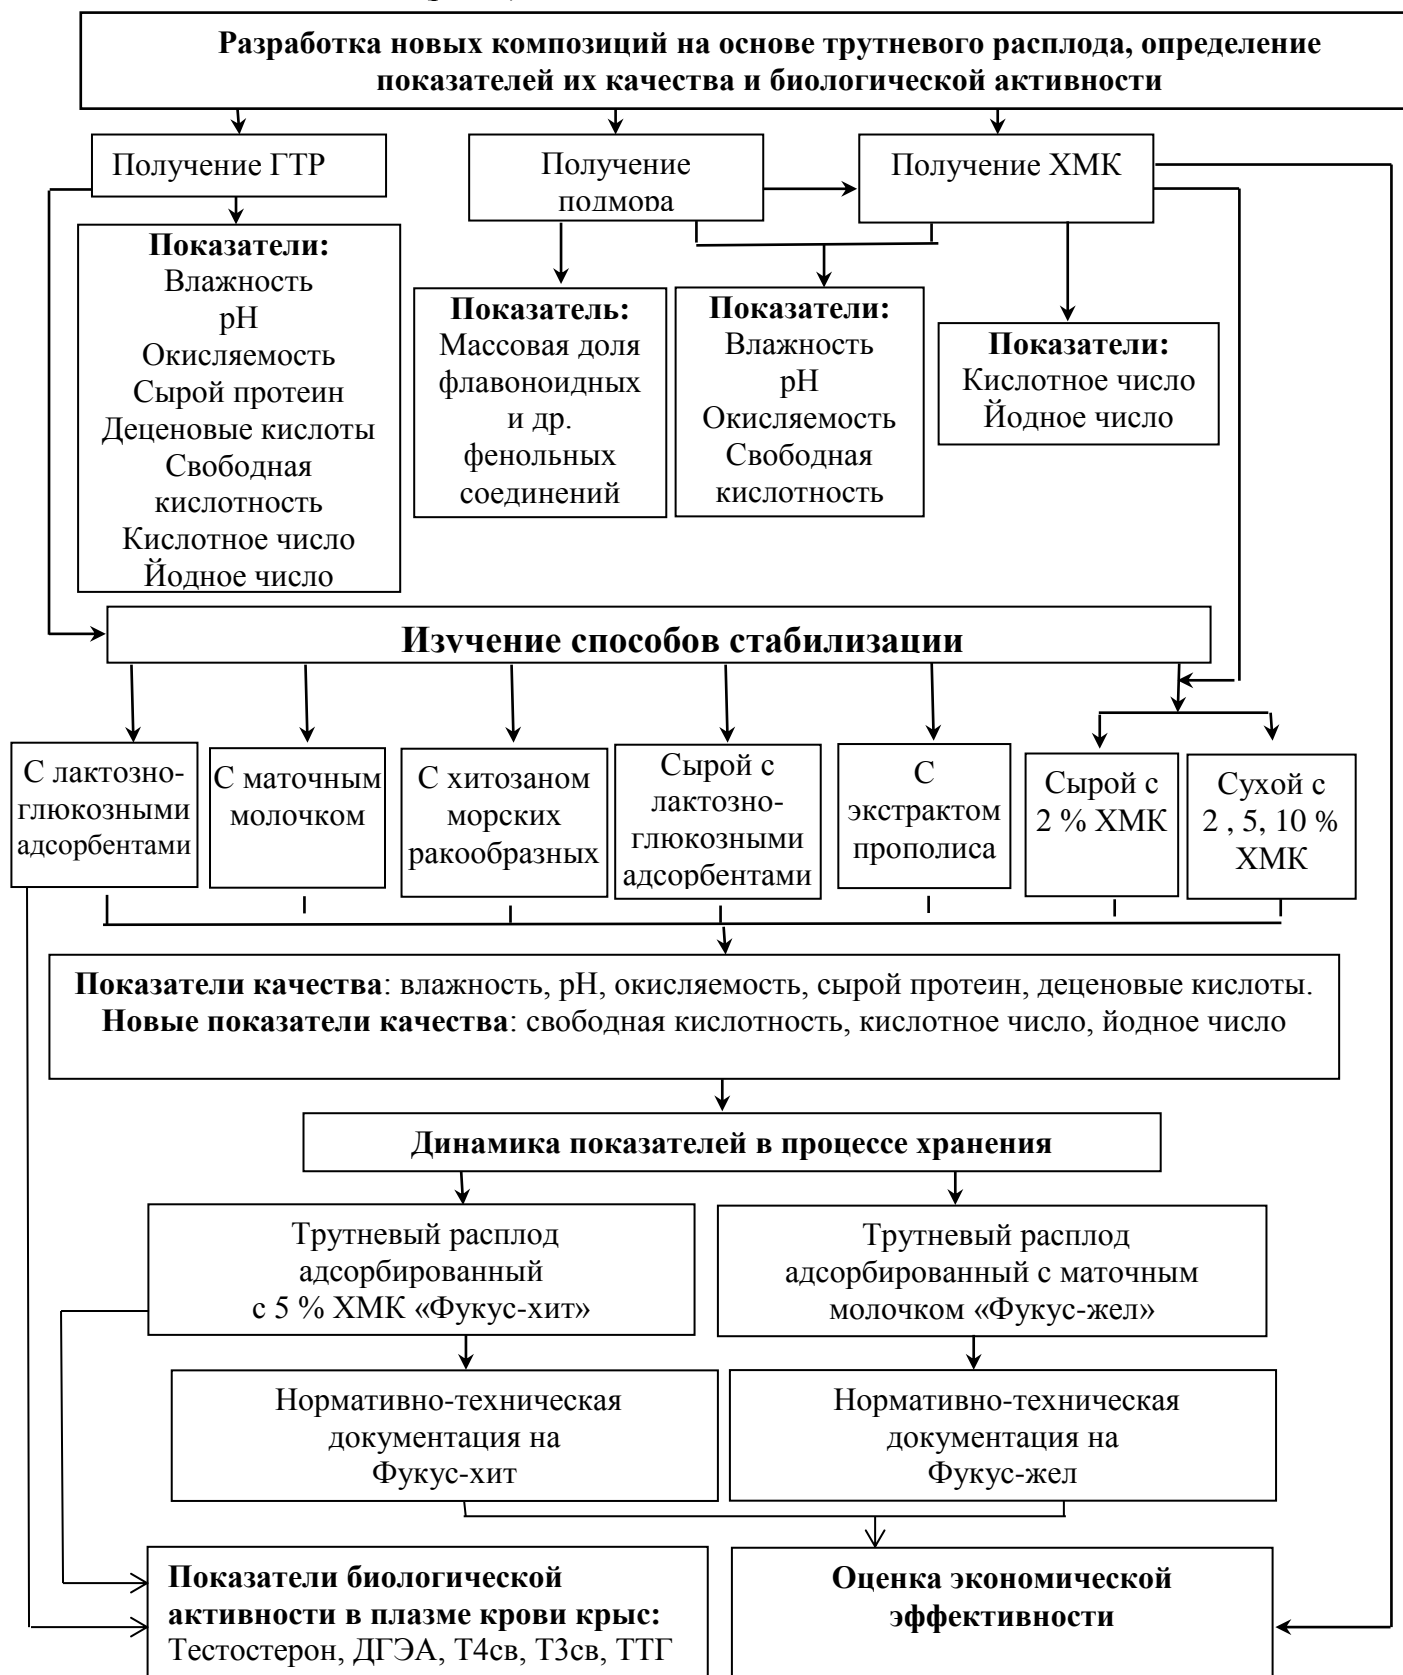 Разработка новых композиций на основе трутневого расплода, определение
показателей их качества и биологической активности
Получение ГТР
Получение
подмора
Получение ХМК
Показатели:
Влажность
рН
Окисляемость
Сырой протеин
Деценовые кислоты
Свободная
кислотность
Кислотное число
Йодное число
Показатель:
Массовая доля
флавоноидных
и др.
фенольных
соединений
Показатели:
Влажность
рН
Окисляемость
Свободная
кислотность
Показатели:
Кислотное число
Йодное число
Изучение способов стабилизации
С лактозно-
глюкозными
адсорбентами
С маточным
молочком
С хитозаном
морских
ракообразных
Сырой с
лактозно-
глюкозными
адсорбентами
С
экстрактом
прополиса
Сырой с
2 % ХМК
Сухой с
2 , 5, 10 %
ХМК
Показатели качества: влажность, рН, окисляемость, сырой протеин, деценовые кислоты.
Новые показатели качества: свободная кислотность, кислотное число, йодное число
Динамика показателей в процессе хранения
Трутневый расплод
адсорбированный
с 5 % ХМК «Фукус-хит»
Трутневый расплод
адсорбированный с маточным
молочком «Фукус-жел»
Нормативно-техническая
документация на
Фукус-хит
Нормативно-техническая
документация на
Фукус-жел
Показатели биологической
активности в плазме крови крыс:
Тестостерон, ДГЭА, Т4св, Т3св, ТТГ
Оценка экономической
эффективности